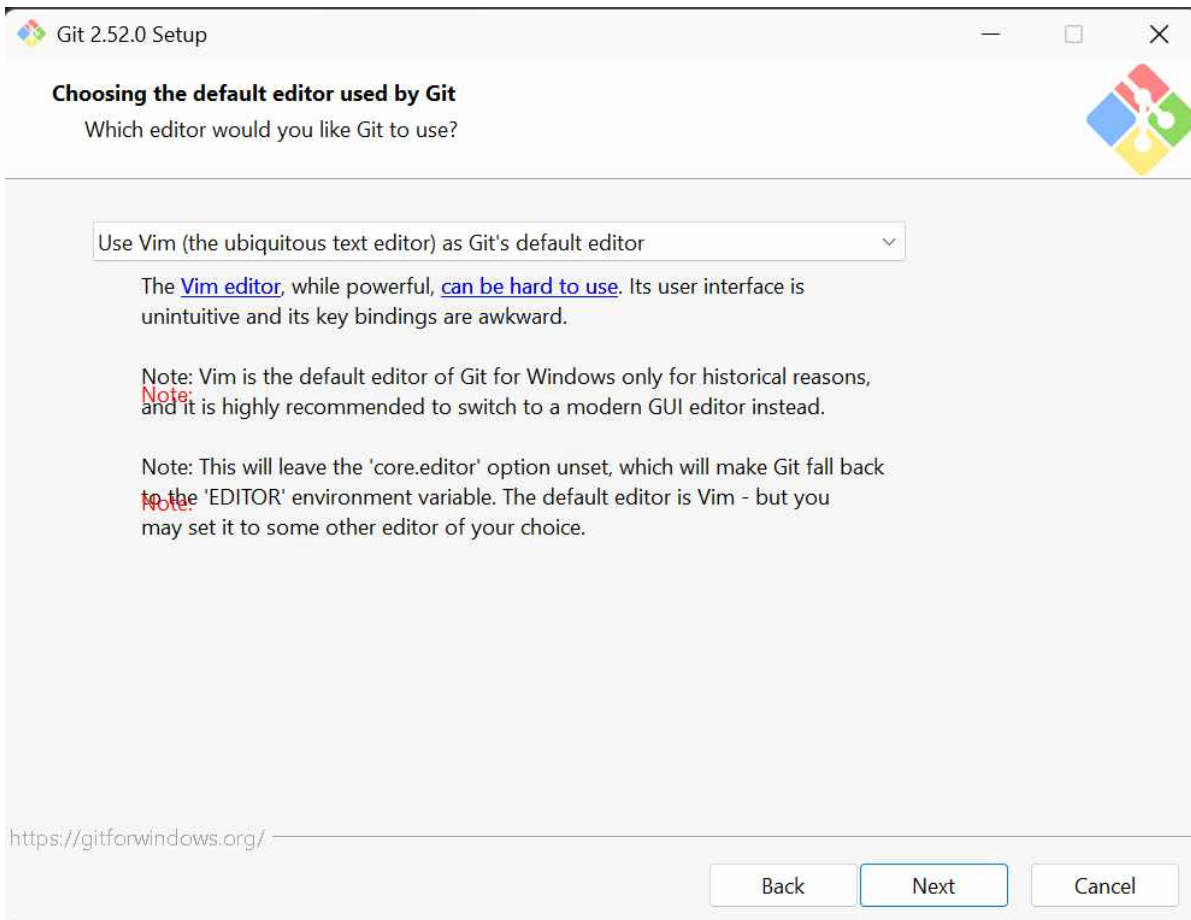 Git 2.52.0 Setup
Choosing the default editor used by Git
Which editor would you like Git to use?
Use Vim (the ubiquitous text editor) as Git's default editor
The Vim editor, while powerful, can be hard to use. Its user interface is
unintuitive and its key bindings are awkward.
Note: Vim is the default editor of Git for Windows only for historical reasons,
Note:
and it is highly recommended to switch to a modern GUI editor instead.
Note: This will leave the 'core.editor' option unset, which will make Git fall back
to the 'EDITOR' environment variable. The default editor is Vim - but you
Note:
may set it to some other editor of your choice.
https://gitforwindows.org/
Back
Next
Cancel